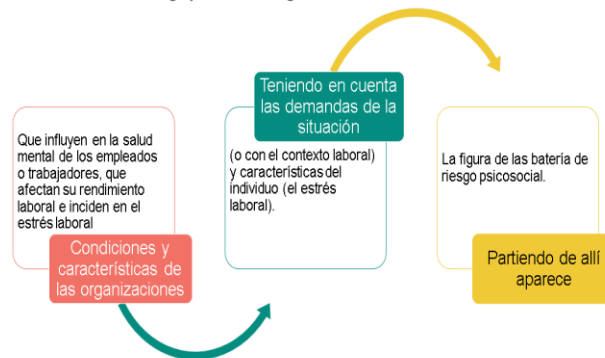 Que influyen en la salud
mental de los empleados
o trabajadores, que
afectan su rendimiento
laboral e inciden en el
estrés laboral
Condiciones y
características de
las organizaciones
Teniendo en cuenta
las demandas de la
situación
(o con el contexto laboral)
y características del
individuo (el estrés
laboral).
La figura de las batería de
riesgo psicosocial.
Partiendo de allí
aparece